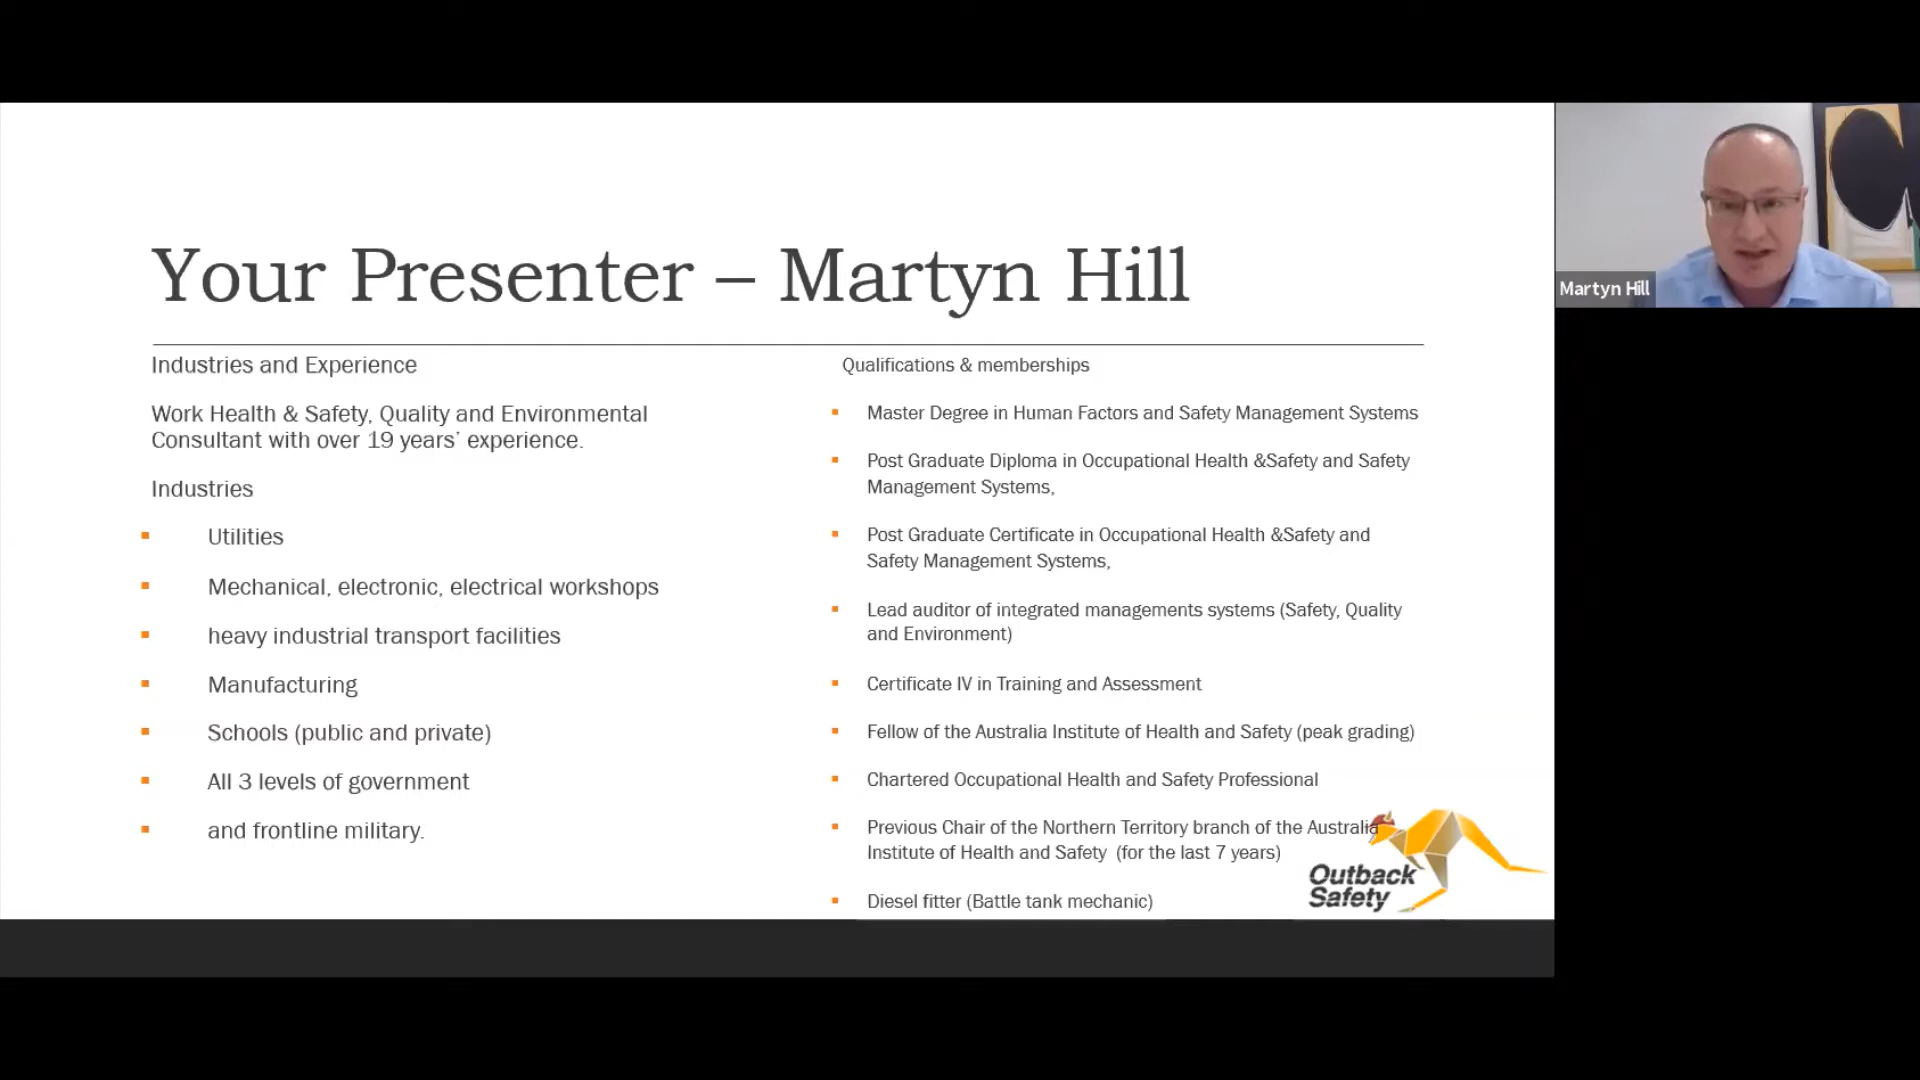 Your Presenter – Martyn Hill
Industries and Experience
Work Health & Safety, Quality and Environmental
Consultant with over 19 years' experience.
Industries
Utilities
Mechanical, electronic, electrical workshops
heavy industrial transport facilities
Manufacturing
Schools (public and private)
All 3 levels of government
and frontline military.
Qualifications & memberships
Master Degree in Human Factors and Safety Management Systems
Post Graduate Diploma in Occupational Health &Safety and Safety
Management Systems,
Post Graduate Certificate in Occupational Health &Safety and
Safety Management Systems,
Lead auditor of integrated managements systems (Safety, Quality
and Environment)
Certificate IV in Training and Assessment
Fellow of the Australia Institute of Health and Safety (peak grading)
Chartered Occupational Health and Safety Professional
Previous Chair of the Northern Territory branch of the Australia
Institute of Health and Safety (for the last 7 years)
Diesel fitter (Battle tank mechanic)
Outback
Safety
Martyn Hill